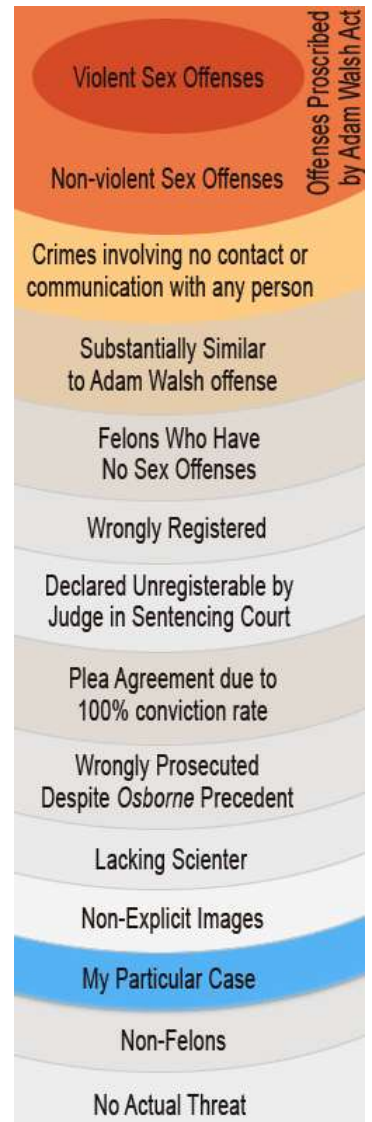 Violent Sex Offenses
Offenses Proscribed
by Adam Walsh Act
Non-violent Sex Offenses
Crimes involving no contact or
communication with any person
Substantially Similar
to Adam Walsh offense
Felons Who Have
No Sex Offenses
Wrongly Registered
Declared Unregisterable by
Judge in Sentencing Court
Plea Agreement due to
100% conviction rate
Wrongly Prosecuted
Despite Osborne Precedent
Lacking Scienter
Non-Explicit Images
My Particular Case
Non-Felons
No Actual Threat